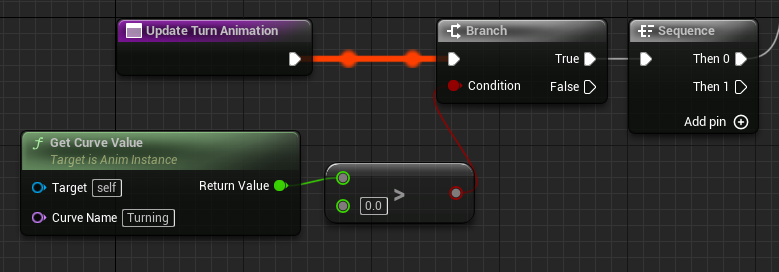 Update Turn Animation
Branch
True
Condition
False
Sequence
Then 0
Then 1
Add pin
f Get Curve Value
Target is Anim Instance
Target self
Return Value
Curve Name Turning
0.0
>